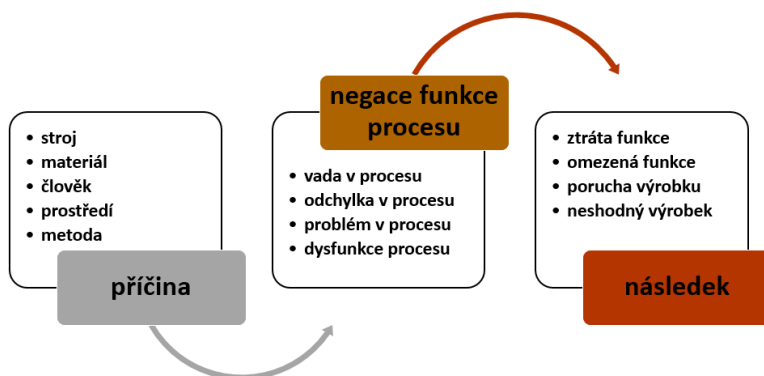 • stroj
• materiál
• člověk
• prostředí
• metoda
příčina
negace funkce
procesu
• vada v procesu
• odchylka v procesu
• problém v procesu
• dysfunkce procesu
• ztráta funkce
• omezená funkce
• porucha výrobku
• neshodný výrobek
následek